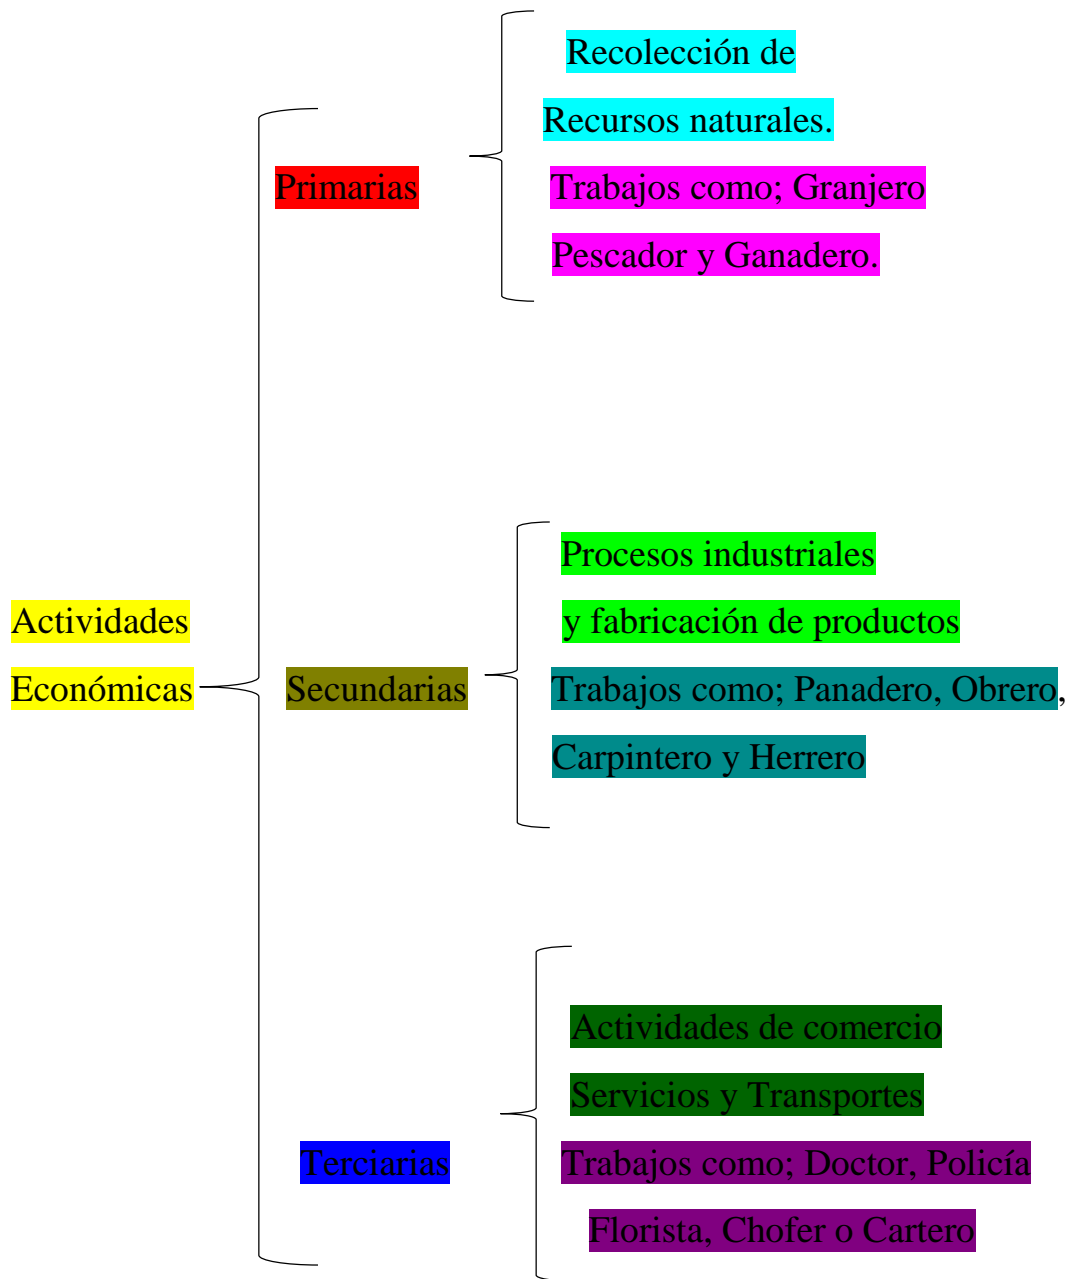 Recolección de
Recursos naturales.
Primarias
Trabajos como; Granjero
Pescador y Ganadero.
Procesos industriales
Actividades
y fabricación de productos
Económicas
Secundarias
Trabajos como; Panadero, Obrero,
Carpintero y Herrero
Actividades de comercio
Servicios y Transportes
Terciarias
Trabajos como; Doctor, Policía
Florista, Chofer o Cartero